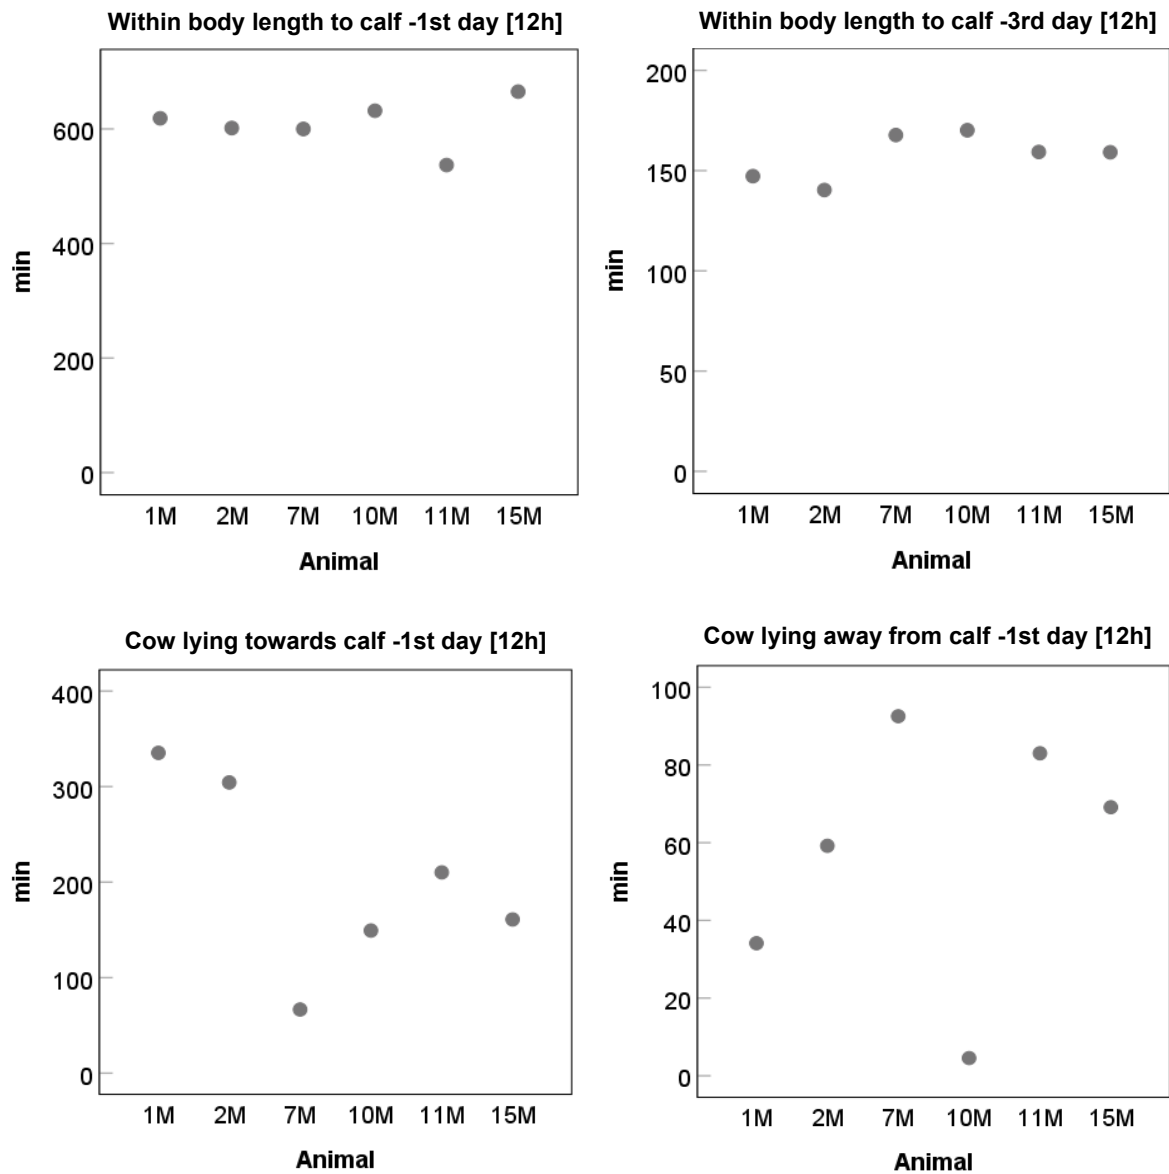 Within body length to calf -1st day [12h]
600
400
200
0
min
1M 2M 7M 10M 11M 15M
Animal
Within body length to calf -3rd day [12h]
200
150
100
50
0
min
1M 2M 7M 10M 11M 15M
Animal
Cow lying towards calf -1st day [12h]
400
300
200
100
0
min
1M 2M 7M 10M 11M 15M
Animal
Cow lying away from calf -1st day [12h]
100
80
60
40
20
0
min
1M 2M 7M 10M 11M 15M
Animal